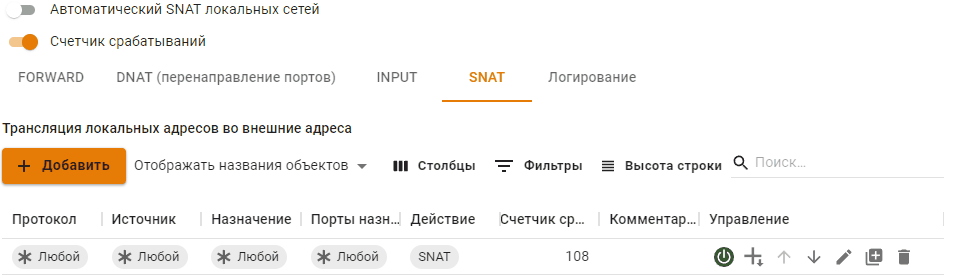 Автоматический SNAT локальных сетей
Счетчик срабатываний
FORWARD DNAT (перенаправление портов) INPUT SNAT Логирование
Трансляция локальных адресов во внешние адреса
+ Добавить Отображать названия объектов Столбцы Фильтры Высота строки Поиск...
Протокол Источник Назначение Порты назн... Действие Счетчик ср... Комментар... Управление
Любой Любой Любой Любой SNAT 108